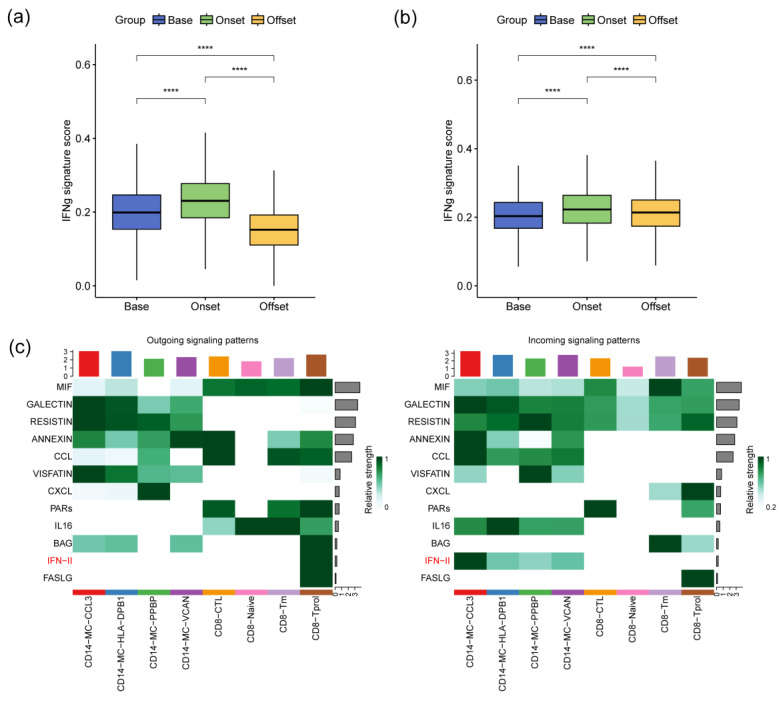 (a)
Group Base Onset Offset
IFNg signature score
0.6
0.4
0.2
0.0
****
****
****
Base Onset Offset
(b)
Group Base Onset Offset
IFNg signature score
0.6
0.4
0.2
0.0
****
****
****
Base Onset Offset
(c)
Outgoing signaling patterns
3
2
1
0
MIF
GALECTIN
RESISTIN
ANNEXIN
CCL
VISFATIN
CXCL
PARs
IL16
BAG
IFN−II
FASLG
0 1 2 3
CD14−MC−CCL3
CD14−MC−HLA−DPB1
CD14−MC−PPBP
CD14−MC−VCAN
CD8−CTL
CD8−Naive
CD8−Tm
CD8−Tprol
Relative strength
1
0
Incoming signaling patterns
3
2
1
0
MIF
GALECTIN
RESISTIN
ANNEXIN
CCL
VISFATIN
CXCL
PARs
IL16
BAG
IFN−II
FASLG
0 1 2 3
CD14−MC−CCL3
CD14−MC−HLA−DPB1
CD14−MC−PPBP
CD14−MC−VCAN
CD8−CTL
CD8−Naive
CD8−Tm
CD8−Tprol
Relative strength
1
0.2